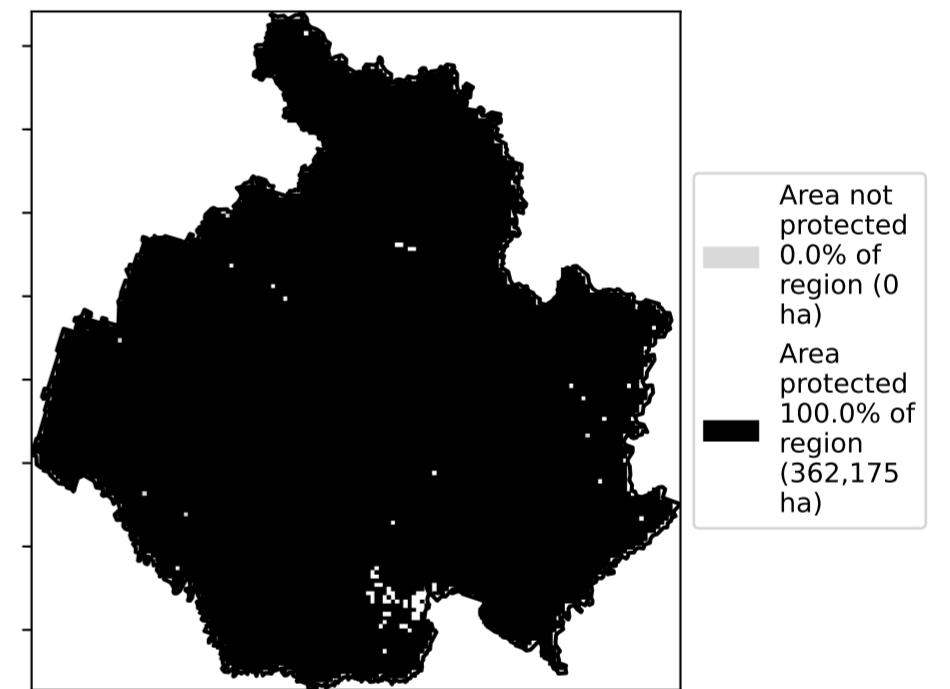 Area not
protected
0.0% of
region (0
ha)
Area
protected
100.0% of
region
(362,175
ha)